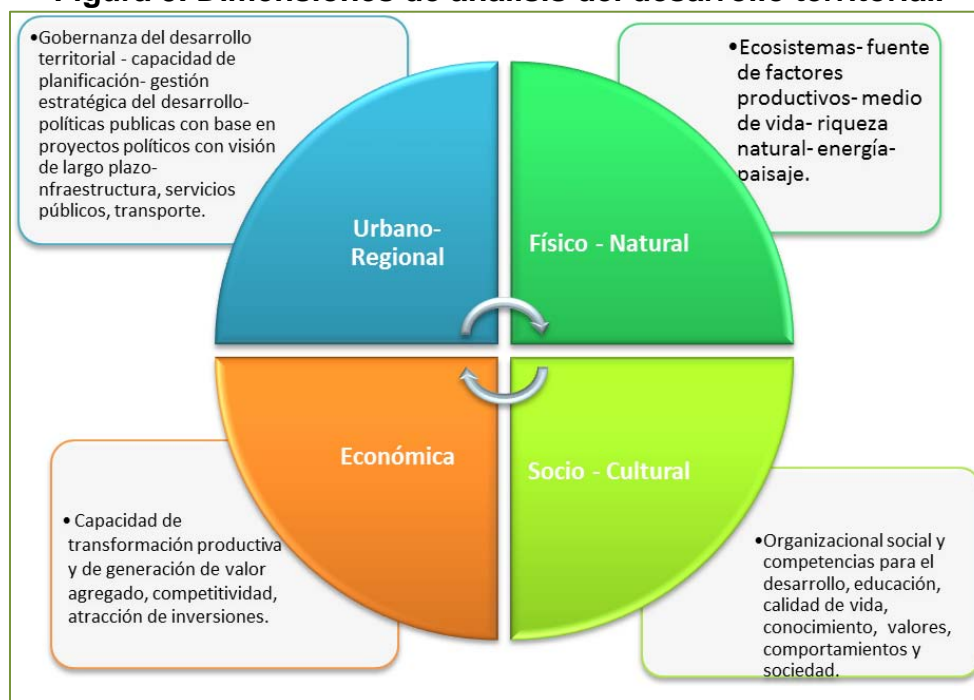 •Gobernanza del desarrollo
territorial - capacidad de
planificación- gestión
estratégica del desarrollo-
políticas publicas con base en
proyectos políticos con visión
de largo plazo-
nfraestructura, servicios
públicos, transporte.
•Ecosistemas- fuente
de factores
productivos- medio
de vida- riqueza
natural- energía-
paisaje.
Urbano-
Regional
Físico - Natural
Económica
Socio - Cultural
• Capacidad de
transformación productiva
y de generación de valor
agregado, competitividad,
atracción de inversiones.
•Organizacional social y
competencias para el
desarrollo, educación,
calidad de vida,
conocimiento, valores,
comportamientos y
sociedad.